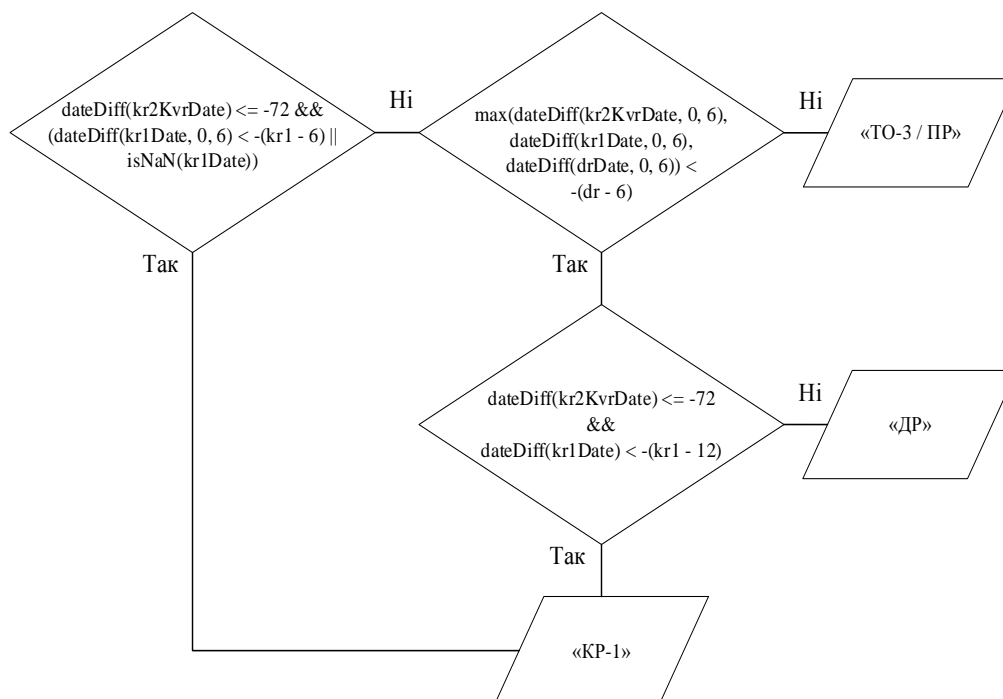 dateDiff(kr2KvrDate) <= -72 &&
(dateDiff(kr1Date, 0, 6) < -(kr1 - 6) ||
isNaN(kr1Date))
Ні
max(dateDiff(kr2KvrDate, 0, 6),
dateDiff(kr1Date, 0, 6),
dateDiff(drDate, 0, 6)) <
-(dr - 6)
Ні
«ТО-3 / ПР»
Так
Так
dateDiff(kr2KvrDate) <= -72
&&
dateDiff(kr1Date) < -(kr1 - 12)
Ні
«ДР»
Так
«КР-1»